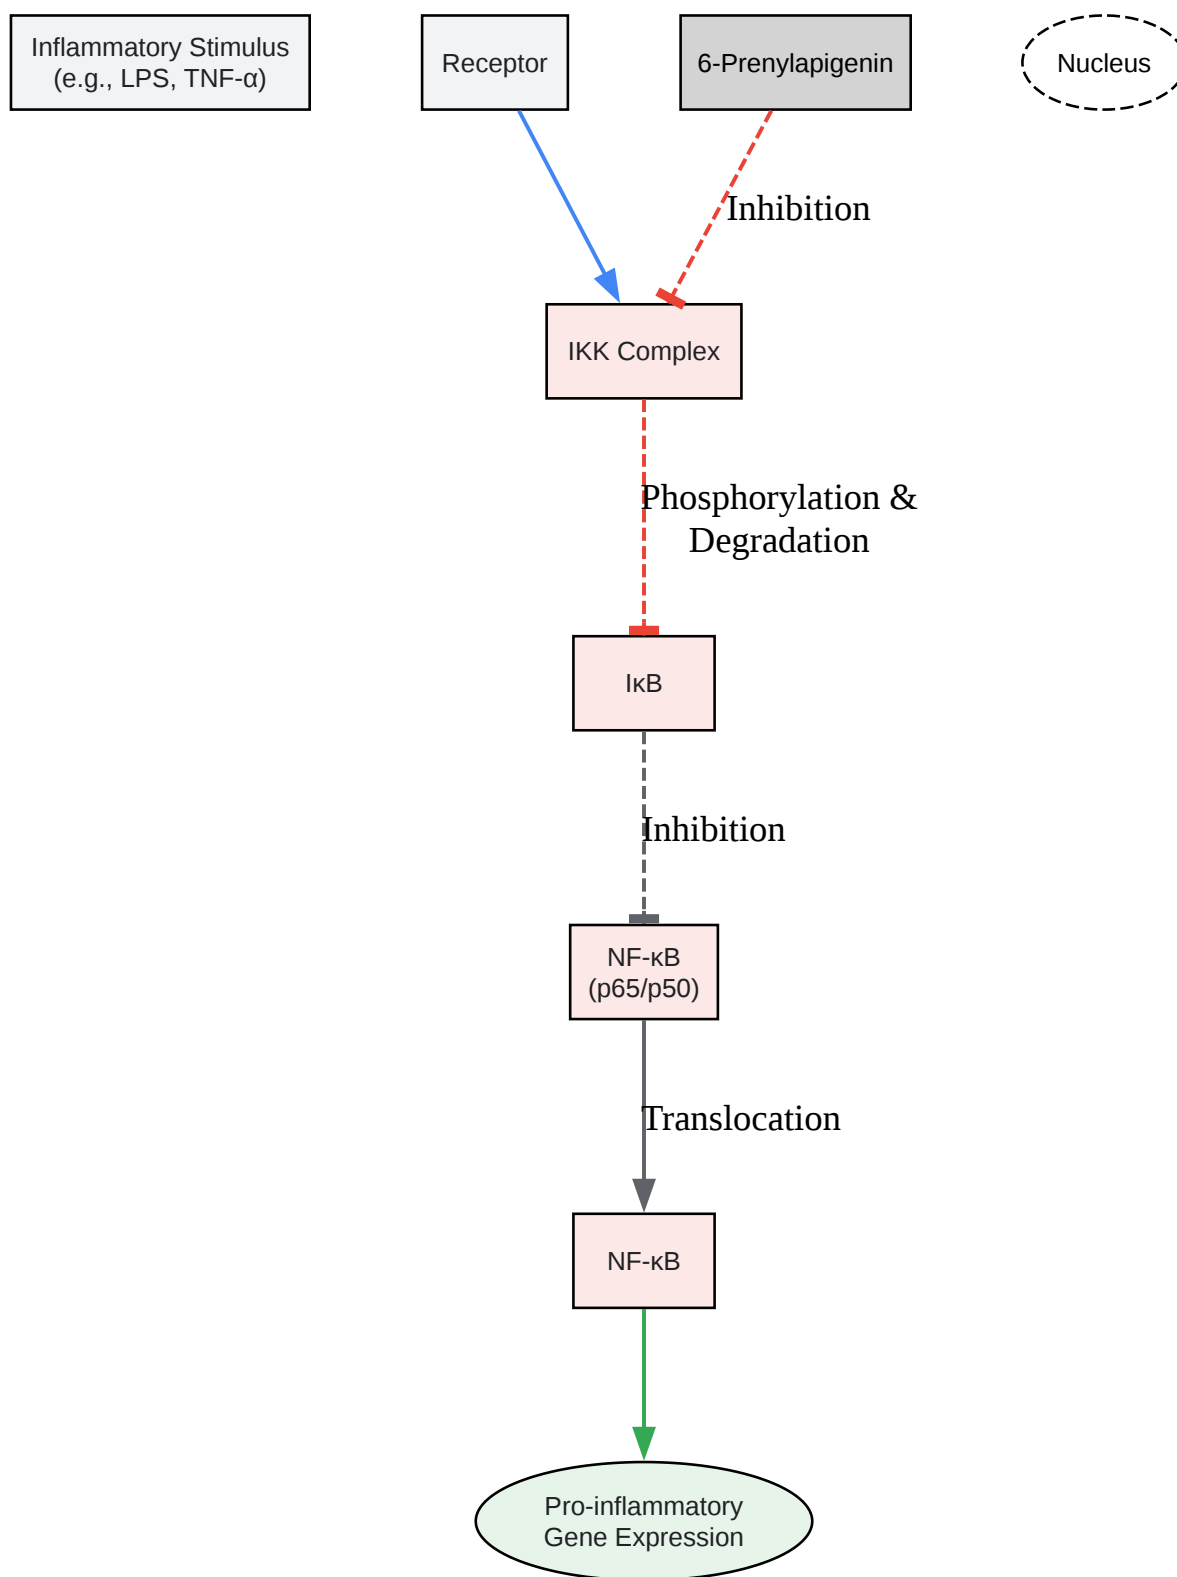 Inflammatory Stimulus
(e.g., LPS, TNF-α)
Receptor
6-Prenylapigenin
Nucleus
Inhibition
IKK Complex
Phosphorylation &
Degradation
IκB
Inhibition
NF-κB
(p65/p50)
Translocation
NF-κB
Pro-inflammatory
Gene Expression